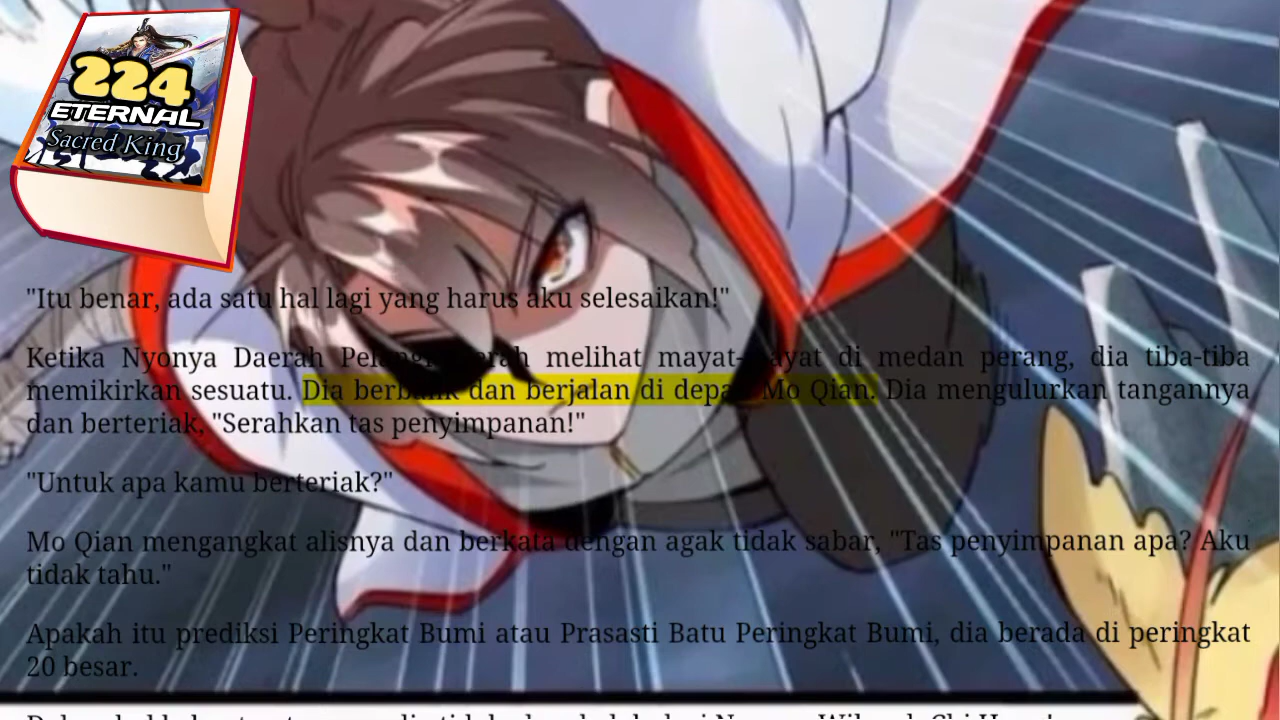 224
ETERNAL
Sacred King
"Itu benar, ada satu hal lagi yang harus aku selesaikan!"
Ketika Nyonya Daerah Pelangi Merah melihat mayat-mayat di medan perang, dia tiba-tiba
memikirkan sesuatu. Dia berbalik dan berjalan di depan Mo Qian. Dia mengulurkan tangannya
dan berteriak, "Serahkan tas penyimpanan!"
"Untuk apa kamu berteriak?"
Mo Qian mengangkat alisnya dan berkata dengan agak tidak sabar, "Tas penyimpanan apa? Aku
tidak tahu."
Apakah itu prediksi Peringkat Bumi atau Prasasti Batu Peringkat Bumi, dia berada di peringkat
20 besar.